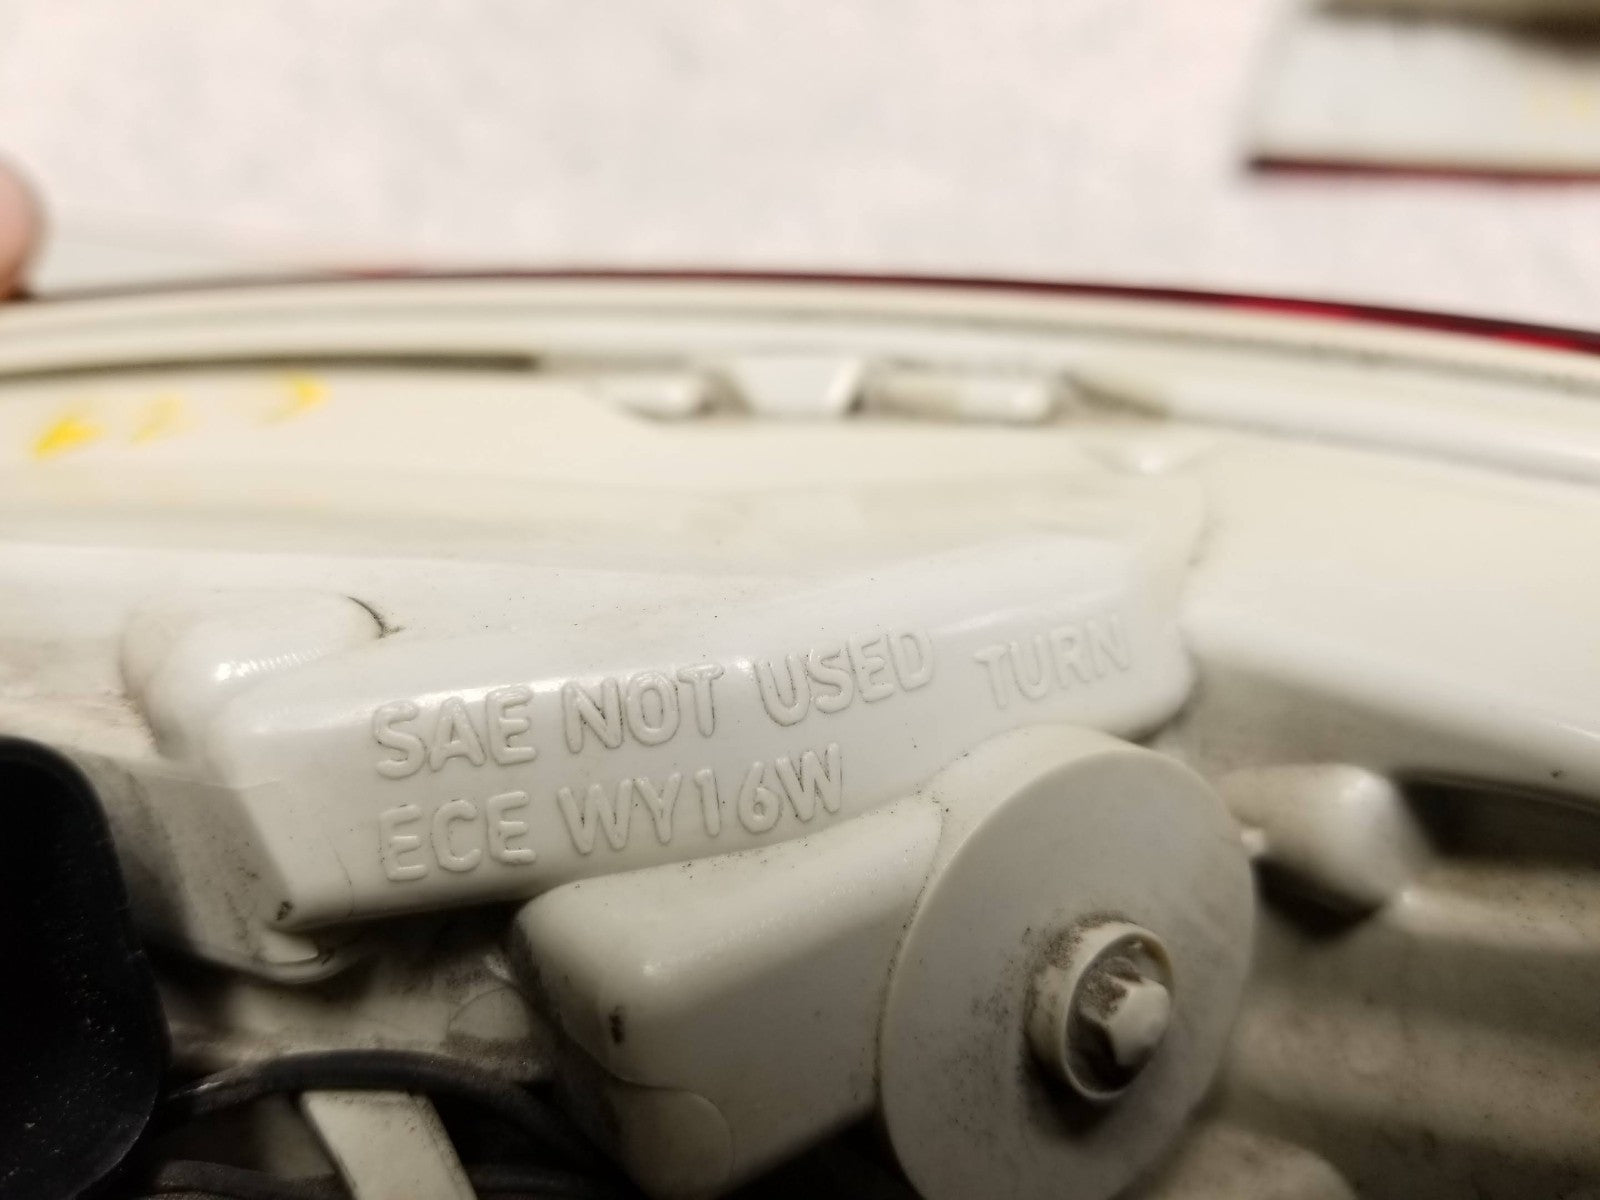 SAE NOT USED TURN
ECE WY16W